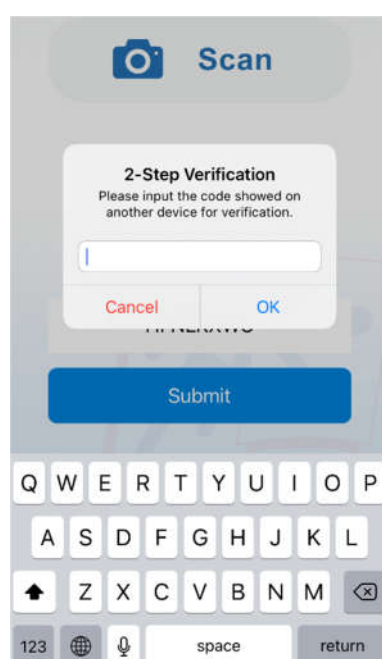 Scan
2-Step Verification
Please input the code showed on
another device for verification.
Cancel OK
Submit
Q W E R T Y U I O P
A S D F G H J K L
Z X C V B N M
123 space return